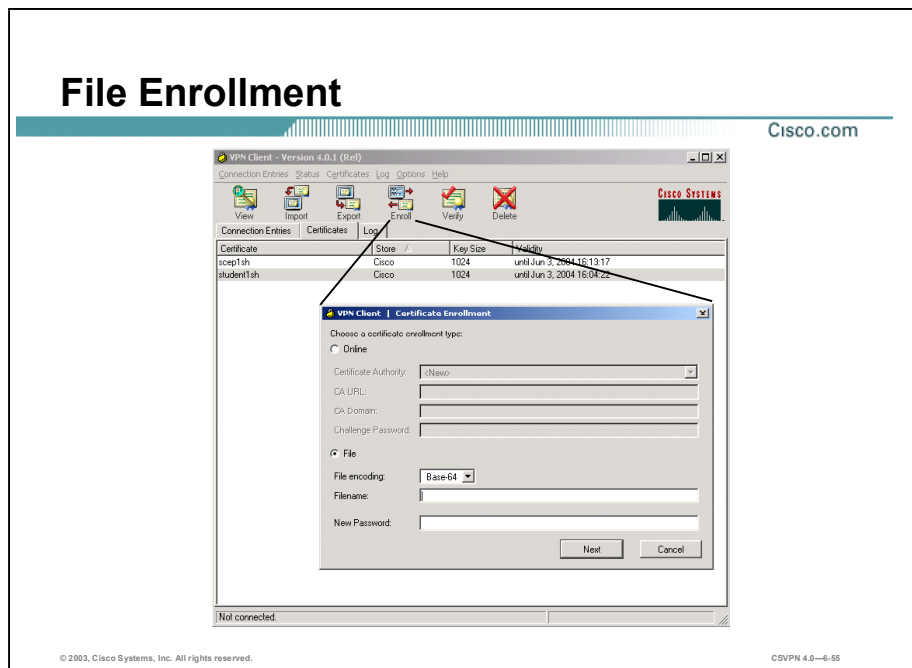 File Enrollment
Cisco.com
VPN Client - Version 4.0.1 (Rel)
Connection Entries Status Certificates Log Options Help
View Import Export Enroll Verify Delete
CISCO SYSTEMS
Connection Entries Certificates Log
Certificate Store Key Size Validity
scep1sh Cisco 1024 until Jun 3, 2004 16:13:17
student1sh Cisco 1024 until Jun 3, 2004 16:04:22
VPN Client | Certificate Enrollment
Choose a certificate enrollment type:
Online
Certificate Authority: <New>
CA URL:
CA Domain:
Challenge Password:
File
File encoding: Base-64
Filename:
New Password:
Next Cancel
Not connected.
© 2003, Cisco Systems, Inc. All rights reserved. CSVPN 4.0—6-55